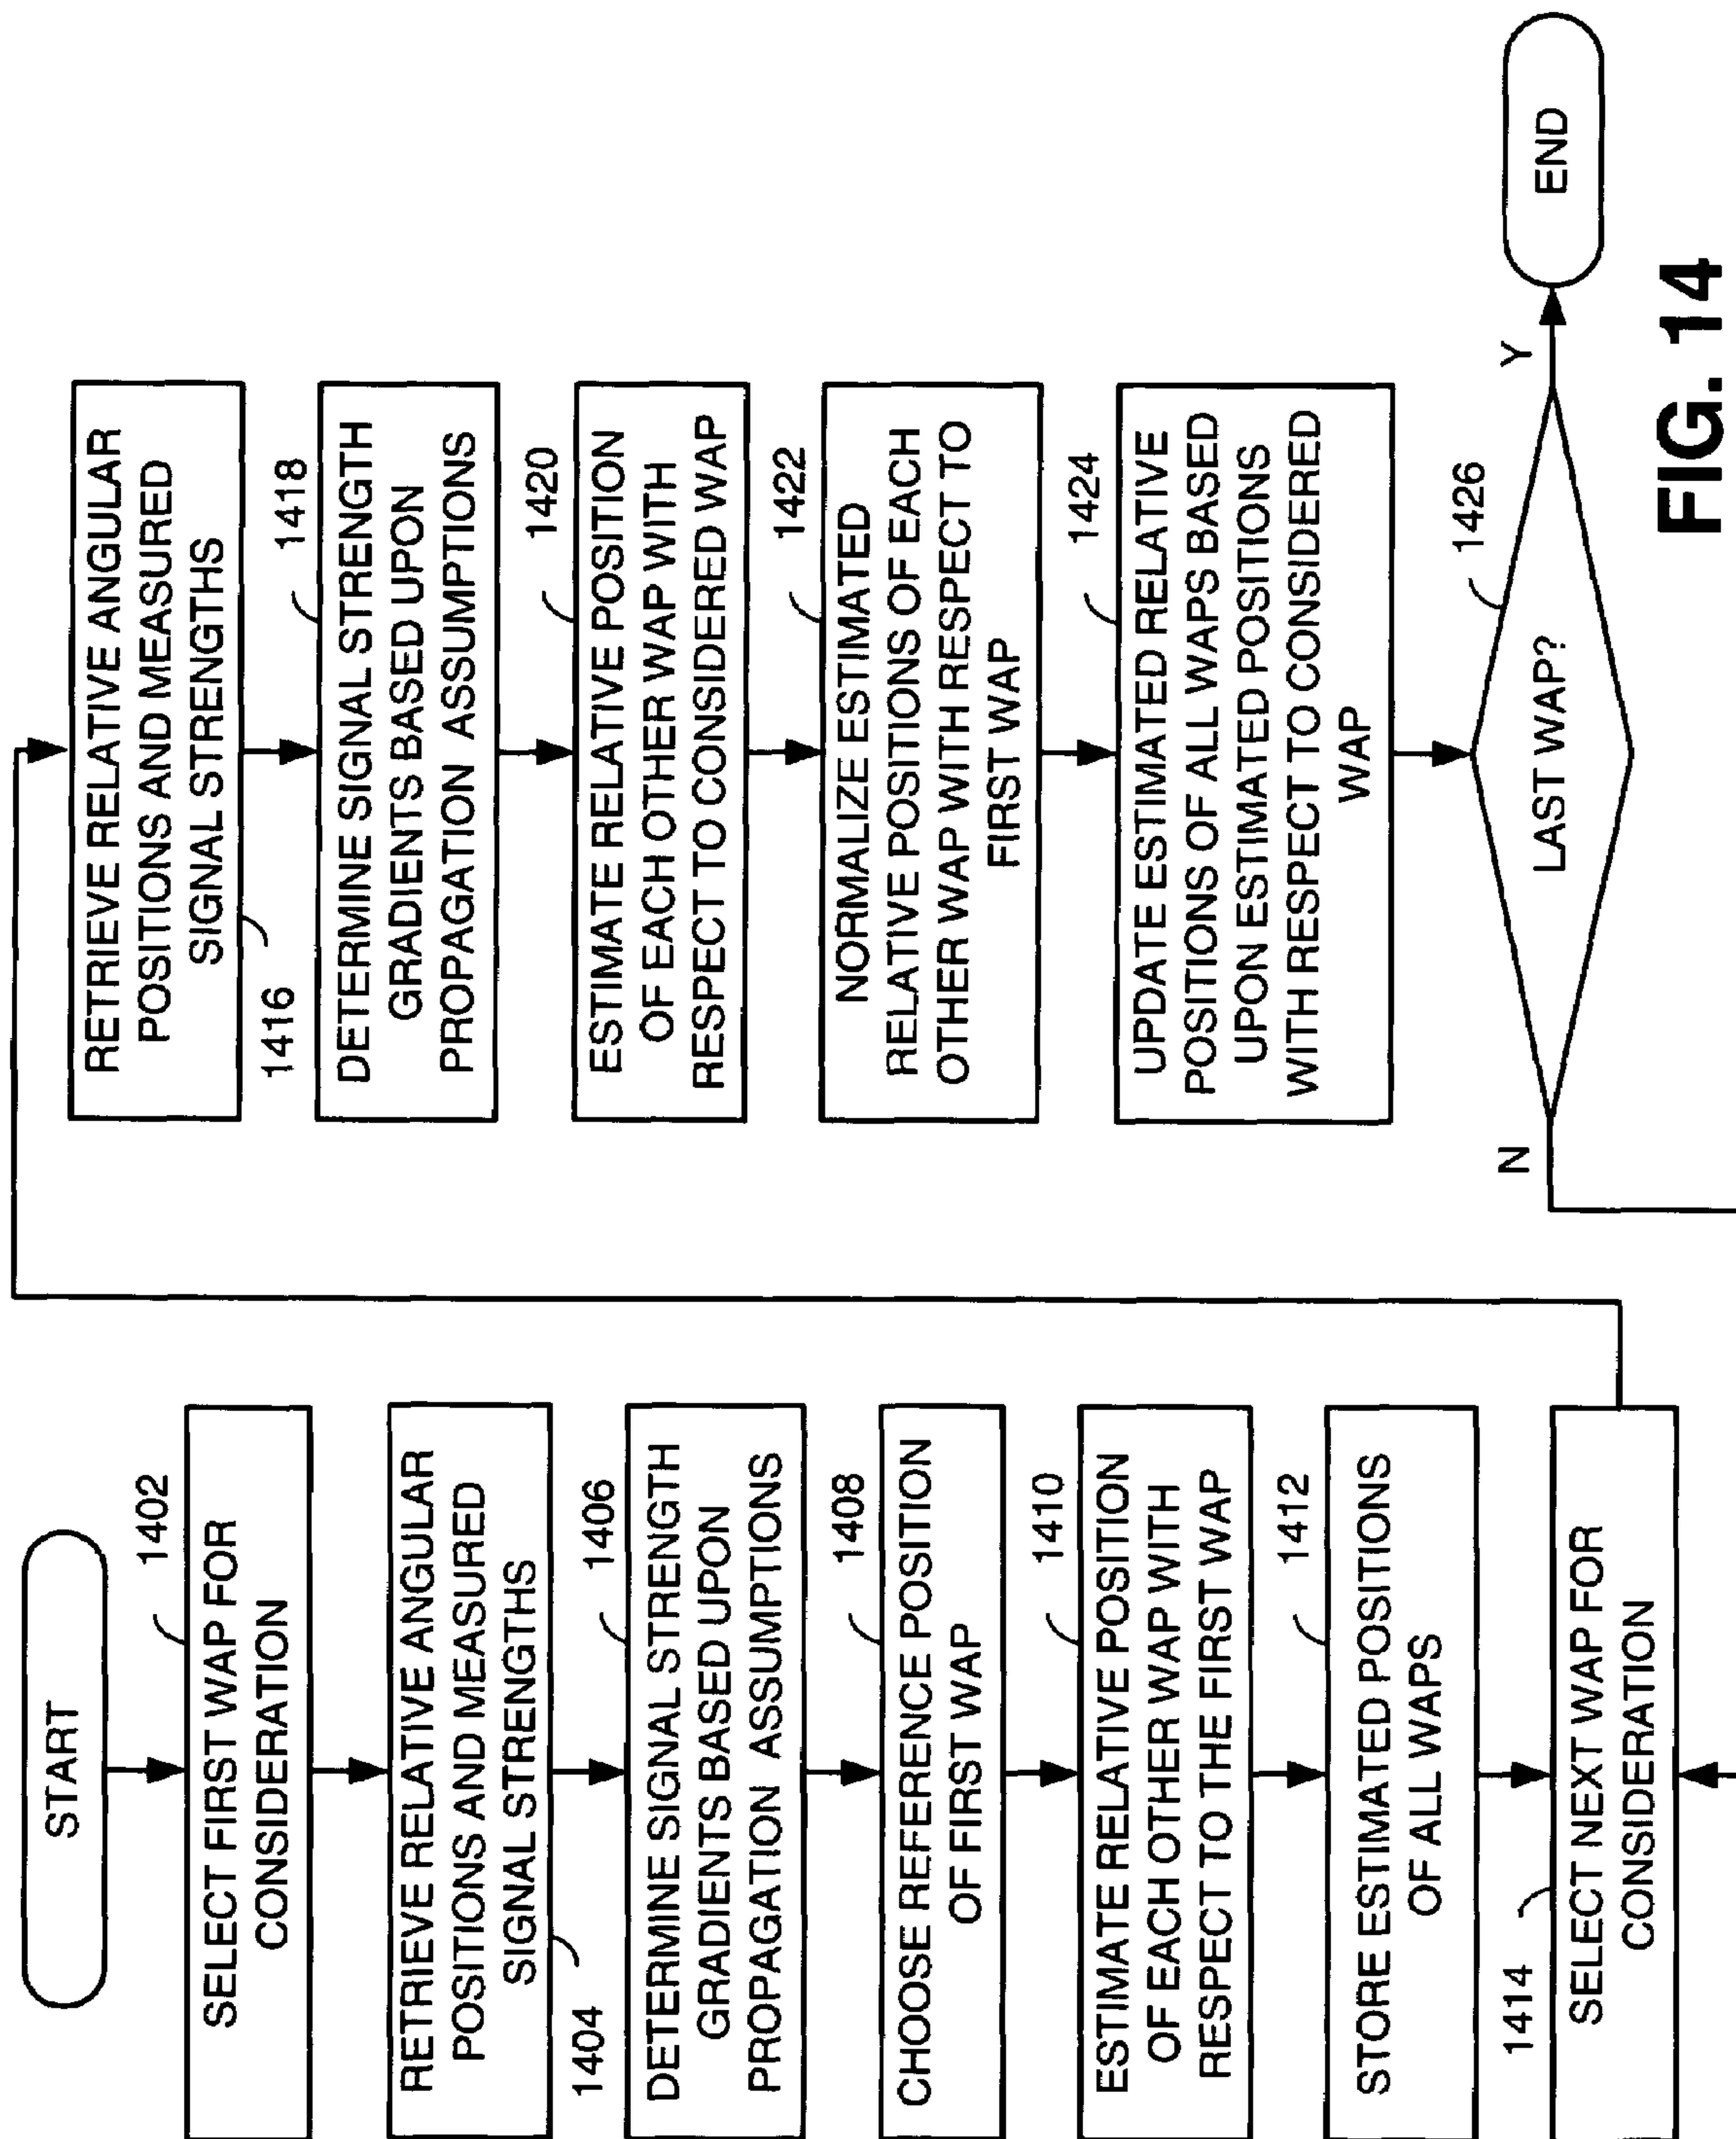 START
1402
SELECT FIRST WAP FOR
CONSIDERATION
RETRIEVE RELATIVE ANGULAR
POSITIONS AND MEASURED
SIGNAL STRENGTHS
1404
1406
DETERMINE SIGNAL STRENGTH
GRADIENTS BASED UPON
PROPAGATION ASSUMPTIONS
1408
CHOOSE REFERENCE POSITION
OF FIRST WAP
1410
ESTIMATE RELATIVE POSITION
OF EACH OTHER WAP WITH
RESPECT TO THE FIRST WAP
1412
STORE ESTIMATED POSITIONS
OF ALL WAPS
1414
SELECT NEXT WAP FOR
CONSIDERATION
RETRIEVE RELATIVE ANGULAR
POSITIONS AND MEASURED
SIGNAL STRENGTHS
1416
1418
DETERMINE SIGNAL STRENGTH
GRADIENTS BASED UPON
PROPAGATION ASSUMPTIONS
1420
ESTIMATE RELATIVE POSITION
OF EACH OTHER WAP WITH
RESPECT TO CONSIDERED WAP
1422
NORMALIZE ESTIMATED
RELATIVE POSITIONS OF EACH
OTHER WAP WITH RESPECT TO
FIRST WAP
1424
UPDATE ESTIMATED RELATIVE
POSITIONS OF ALL WAPS BASED
UPON ESTIMATED POSITIONS
WITH RESPECT TO CONSIDERED
WAP
1426
LAST WAP?
N
Y
END
FIG. 14